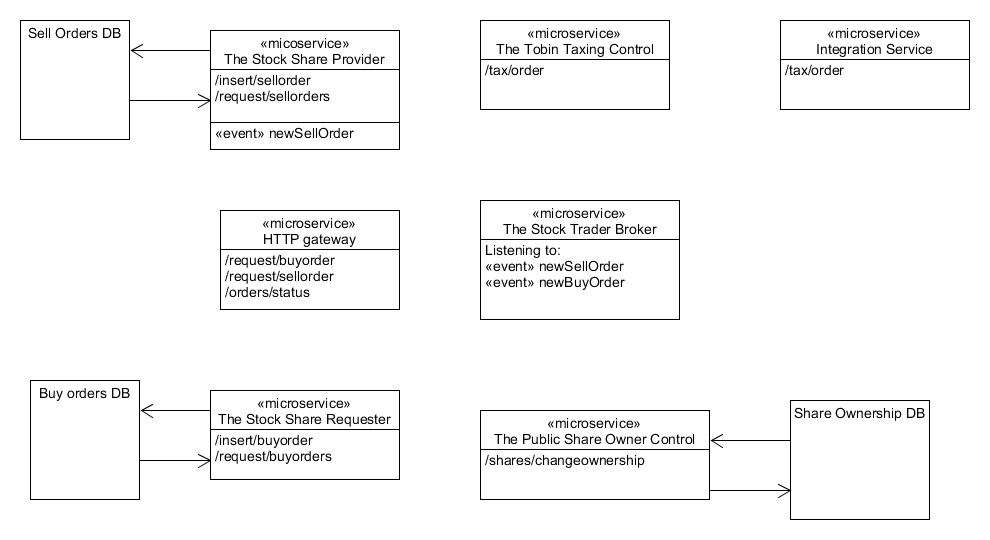 Sell Orders DB
«micoservice»
The Stock Share Provider
/insert/sellorder
/request/sellorders
«event» newSellOrder
«microservice»
The Tobin Taxing Control
/tax/order
«microservice»
Integration Service
/tax/order
«microservice»
HTTP gateway
/request/buyorder
/request/sellorder
/orders/status
«microservice»
The Stock Trader Broker
Listening to:
«event» newSellOrder
«event» newBuyOrder
Buy orders DB
«microservice»
The Stock Share Requester
/insert/buyorder
/request/buyorders
«microservice»
The Public Share Owner Control
/shares/changeownership
Share Ownership DB